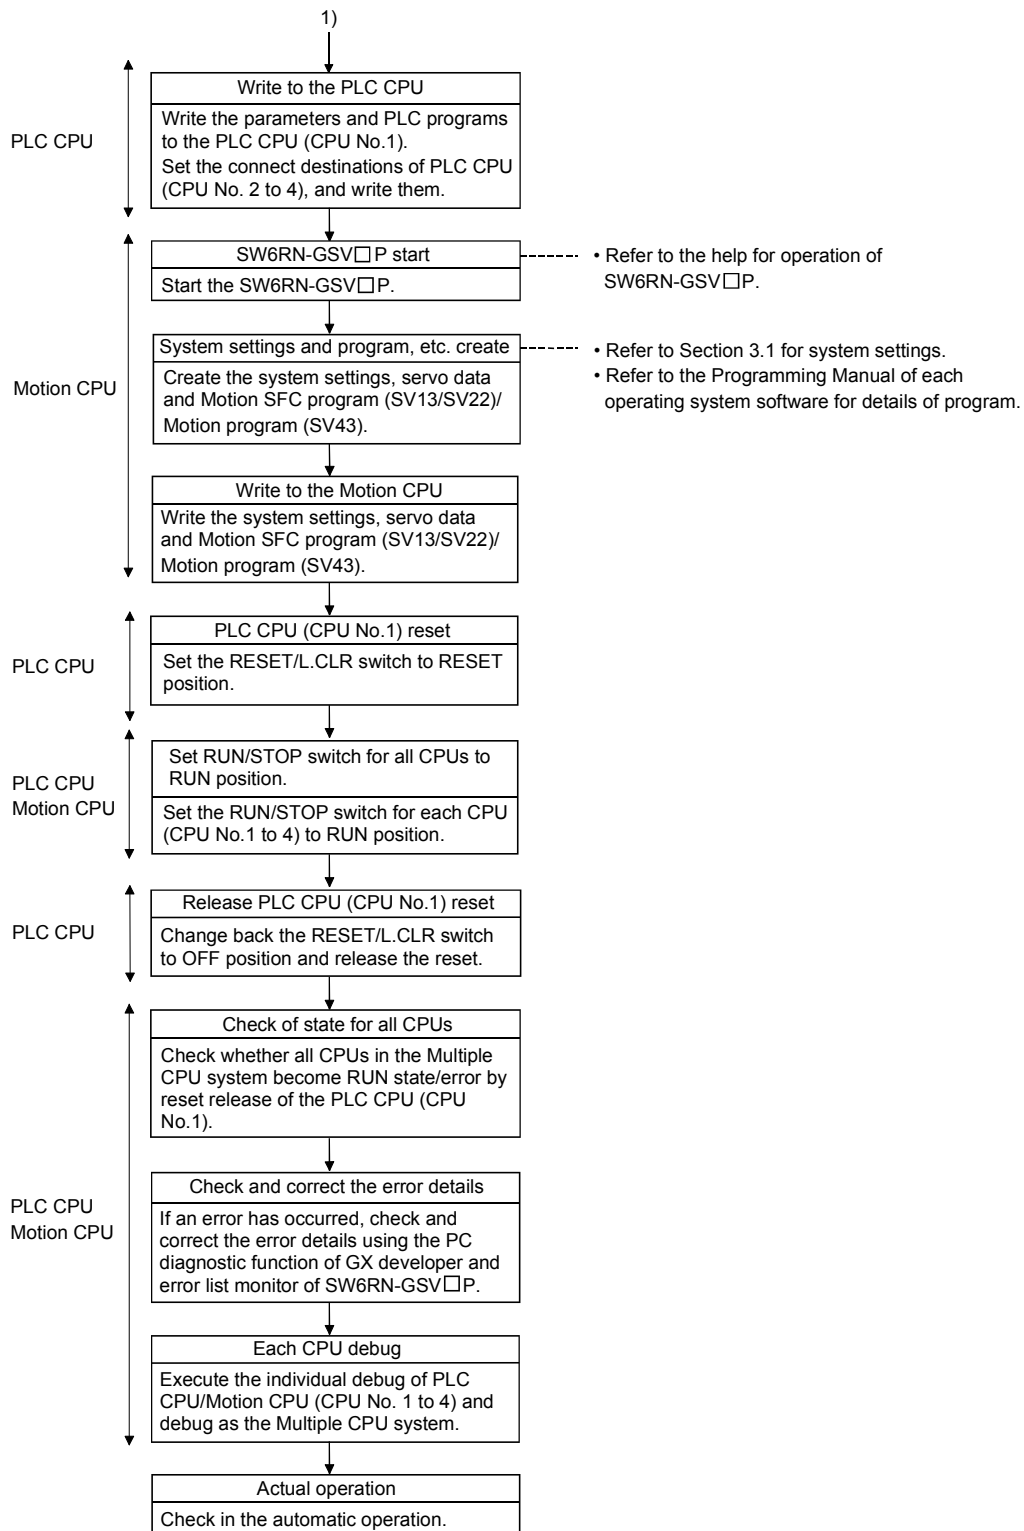 1)
Write to the PLC CPU
PLC CPU
Write the parameters and PLC programs
to the PLC CPU (CPU No.1).
Set the connect destinations of PLC CPU
(CPU No. 2 to 4), and write them.
Motion CPU
SW6RN-GSV□P start
Start the SW6RN-GSV□P.
• Refer to the help for operation of
SW6RN-GSV□P.
System settings and program, etc. create
Create the system settings, servo data
and Motion SFC program (SV13/SV22)/
Motion program (SV43).
• Refer to Section 3.1 for system settings.
• Refer to the Programming Manual of each
operating system software for details of program.
Write to the Motion CPU
Write the system settings, servo data
and Motion SFC program (SV13/SV22)/
Motion program (SV43).
PLC CPU
PLC CPU (CPU No.1) reset
Set the RESET/L.CLR switch to RESET
position.
PLC CPU
Motion CPU
Set RUN/STOP switch for all CPUs to
RUN position.
Set the RUN/STOP switch for each CPU
(CPU No.1 to 4) to RUN position.
PLC CPU
Release PLC CPU (CPU No.1) reset
Change back the RESET/L.CLR switch
to OFF position and release the reset.
PLC CPU
Motion CPU
Check of state for all CPUs
Check whether all CPUs in the Multiple
CPU system become RUN state/error by
reset release of the PLC CPU (CPU
No.1).
Check and correct the error details
If an error has occurred, check and
correct the error details using the PC
diagnostic function of GX developer and
error list monitor of SW6RN-GSV□P.
Each CPU debug
Execute the individual debug of PLC
CPU/Motion CPU (CPU No. 1 to 4) and
debug as the Multiple CPU system.
Actual operation
Check in the automatic operation.